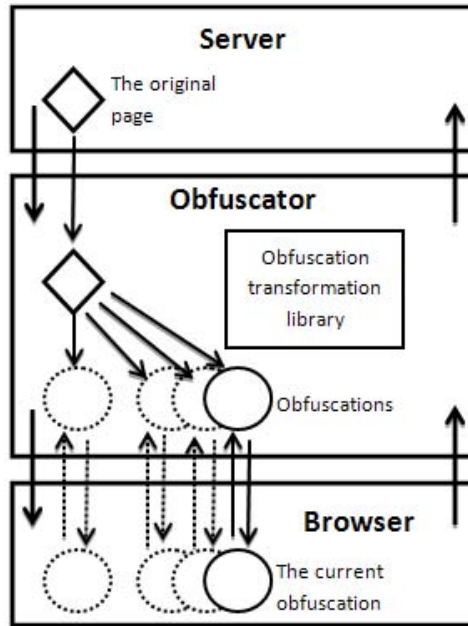 Server
The original
page
Obfuscator
Obfuscation
transformation
library
Obfuscations
Browser
The current
obfuscation